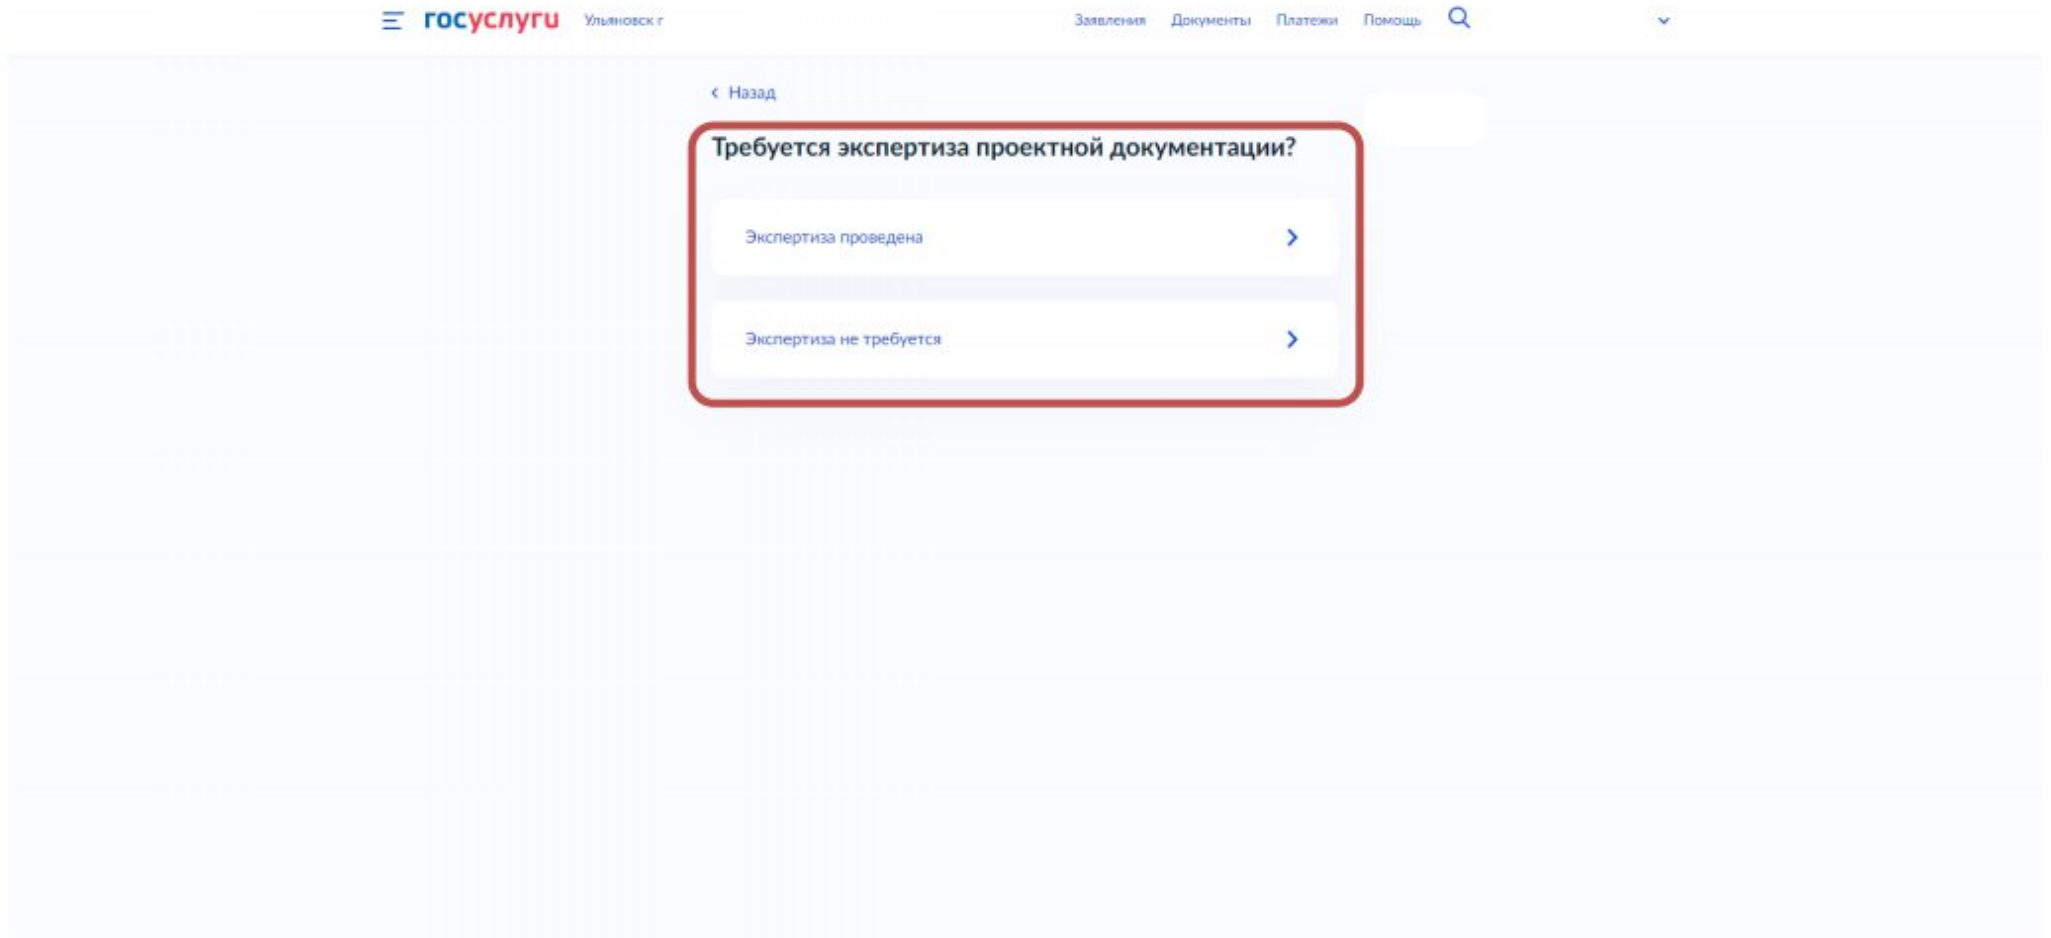 госуслуги Ульяновск г Заявления Документы Платежи Помощь
Назад
Требуется экспертиза проектной документации?
Экспертиза проведена
Экспертиза не требуется